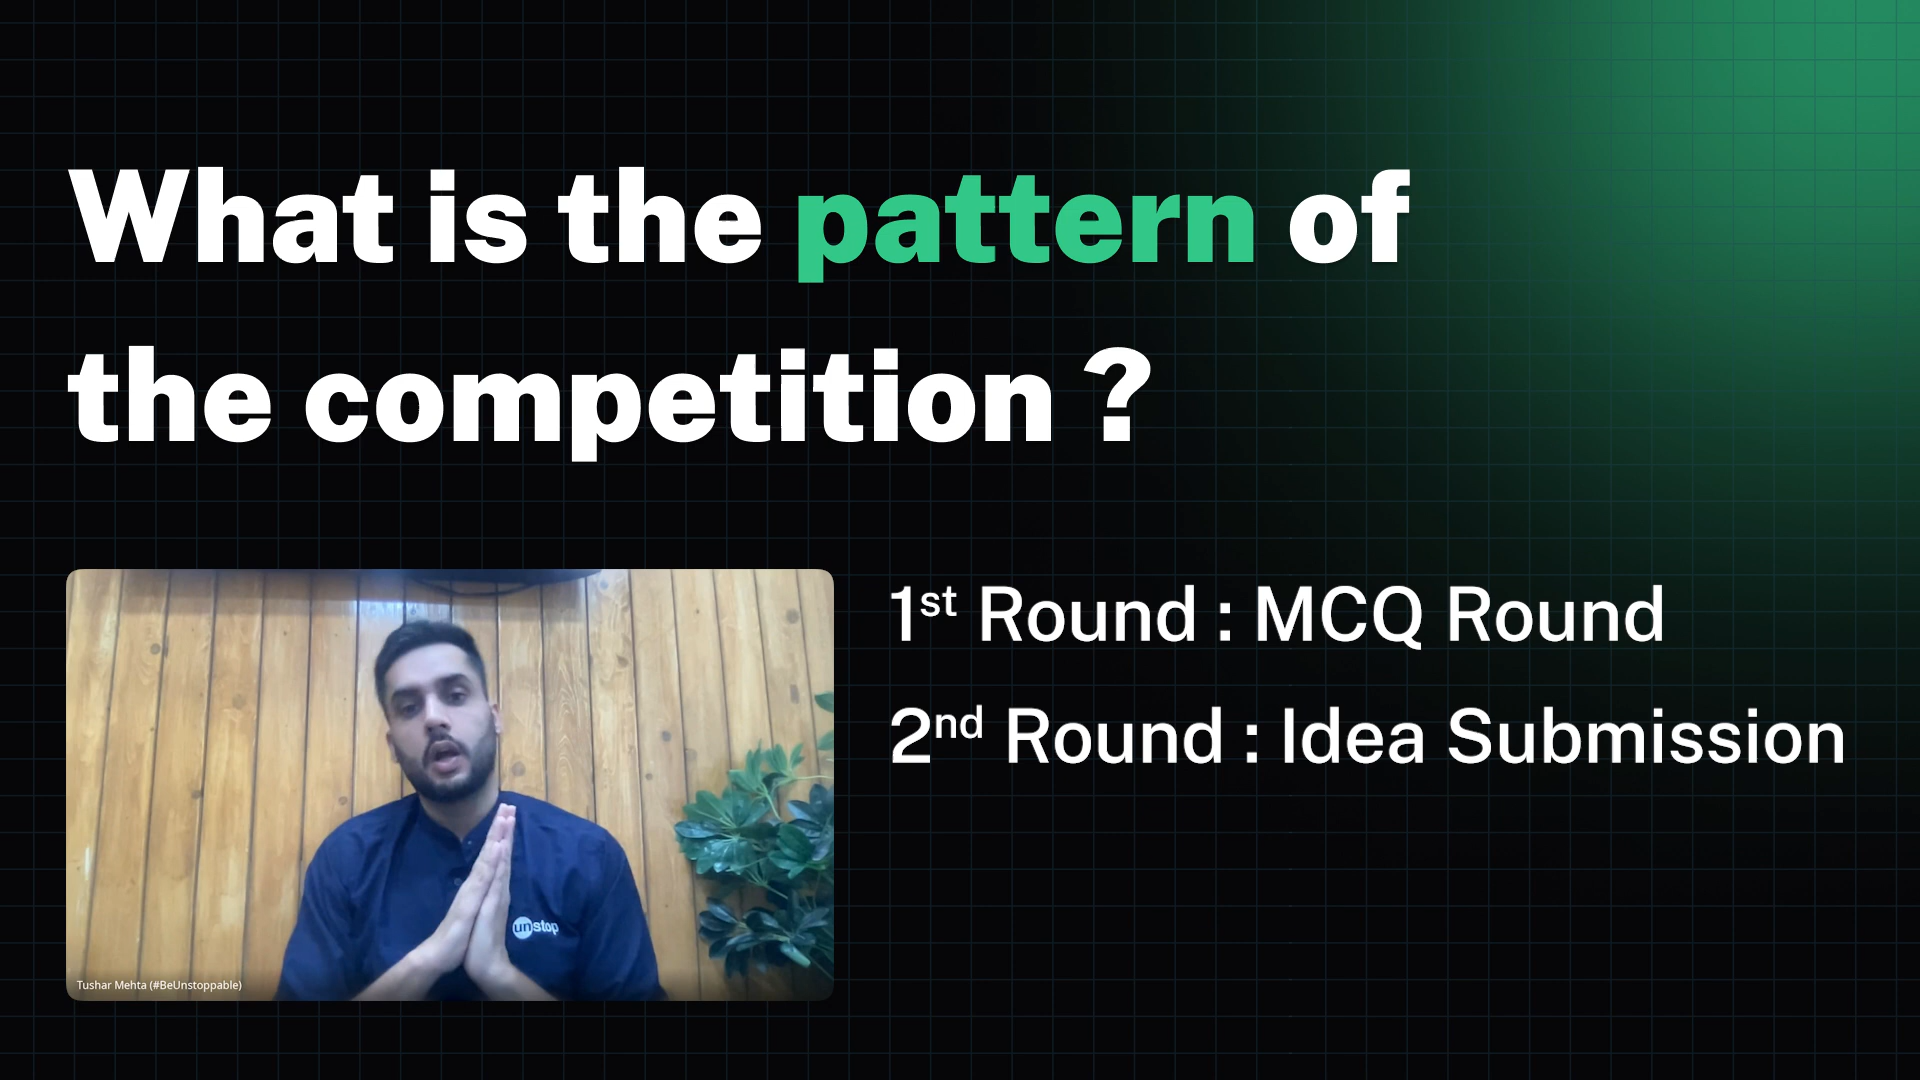 What is the pattern of
the competition ?
1st Round : MCQ Round
2nd Round : Idea Submission
unstop
Tushar Mehta (#BeUnstoppable)